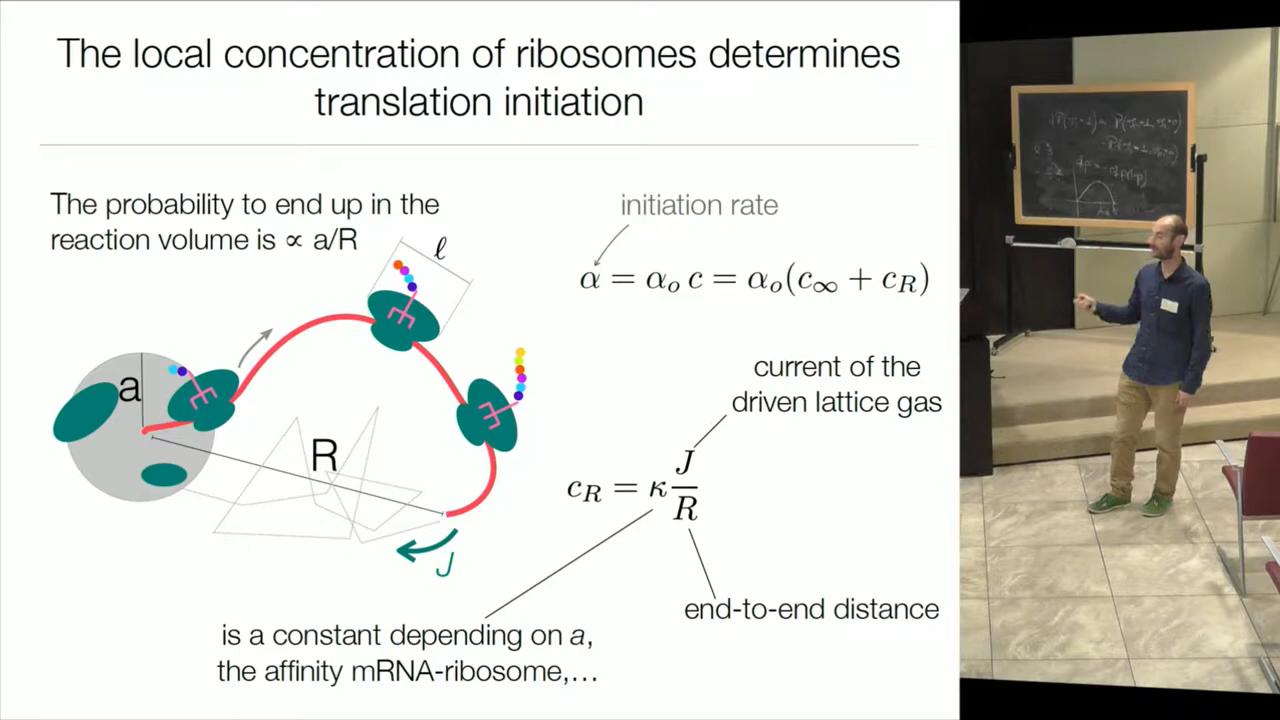 The local concentration of ribosomes determines
translation initiation
The probability to end up in the
reaction volume is ∝ a/R
initiation rate
α = αₒ c = αₒ(c∞ + c_R)
ℓ
a
R
J
current of the
driven lattice gas
c_R = κ J/R
end-to-end distance
is a constant depending on a,
the affinity mRNA-ribosome,…